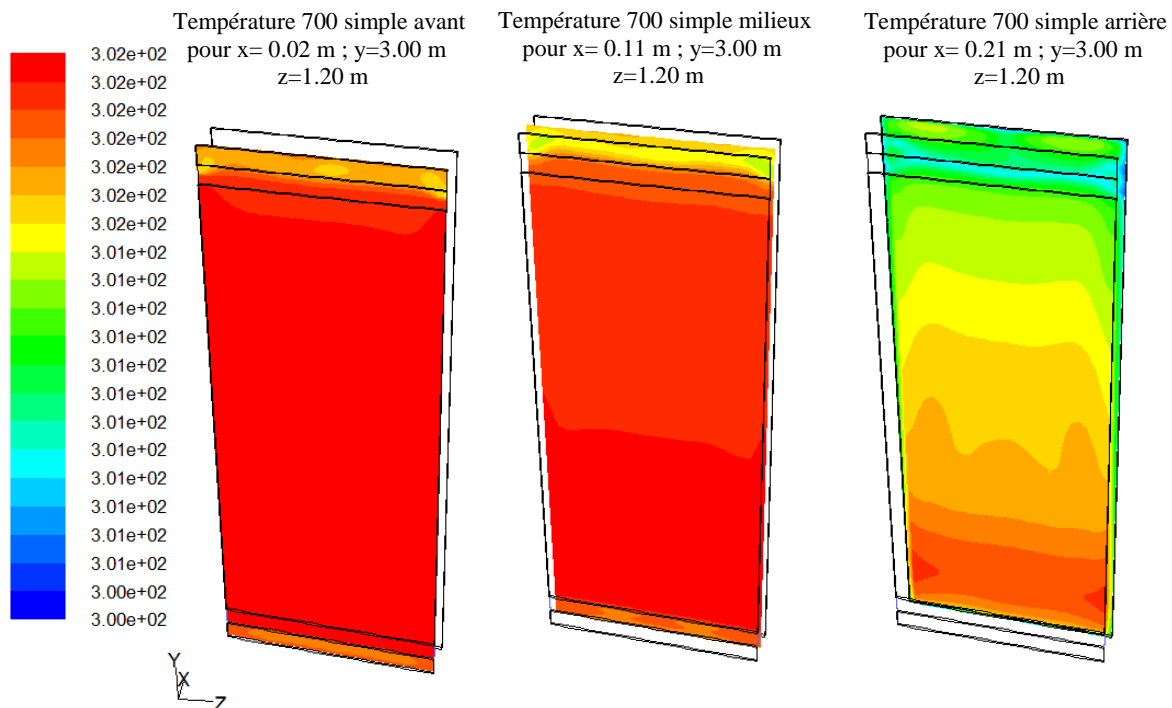 Température 700 simple avant
pour x= 0.02 m ; y=3.00 m
z=1.20 m
Température 700 simple milieux
pour x= 0.11 m ; y=3.00 m
z=1.20 m
Température 700 simple arrière
pour x= 0.21 m ; y=3.00 m
z=1.20 m
3.02e+02
3.02e+02
3.02e+02
3.02e+02
3.02e+02
3.02e+02
3.02e+02
3.01e+02
3.01e+02
3.01e+02
3.01e+02
3.01e+02
3.01e+02
3.01e+02
3.01e+02
3.01e+02
3.01e+02
3.01e+02
3.01e+02
3.00e+02
3.00e+02
Y
X
Z